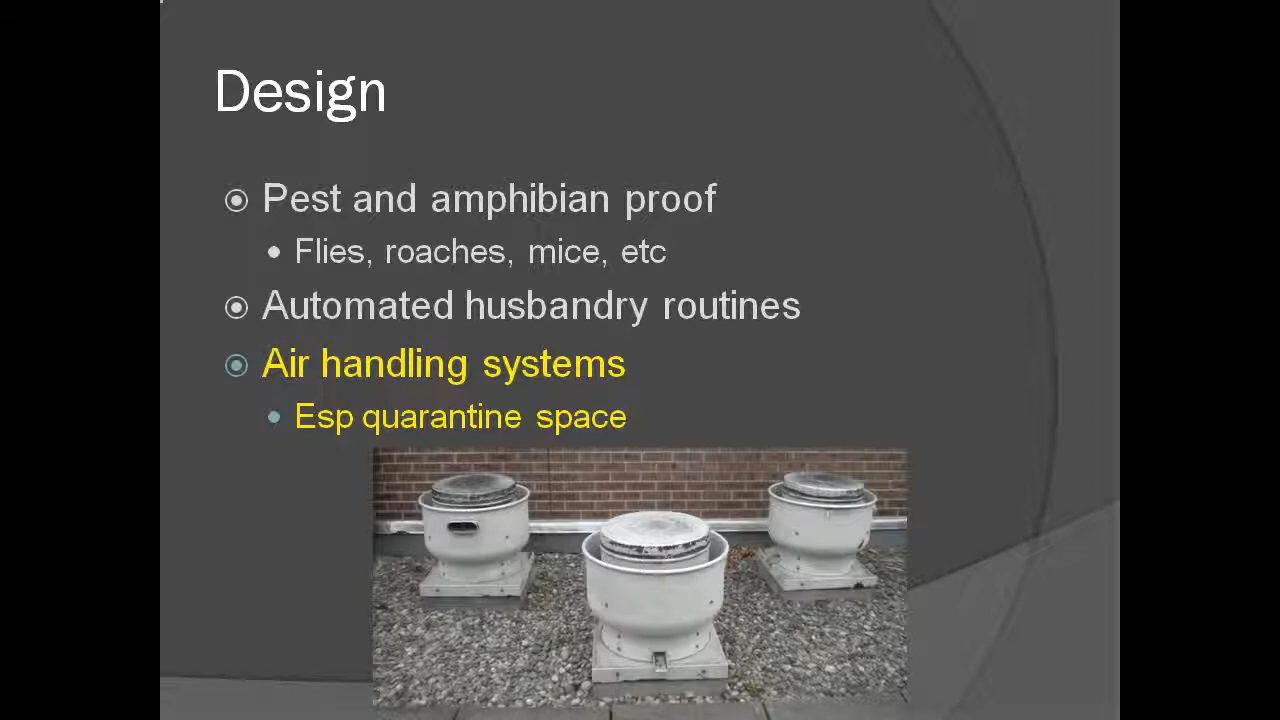 Design
Pest and amphibian proof
Flies, roaches, mice, etc
Automated husbandry routines
Air handling systems
Esp quarantine space